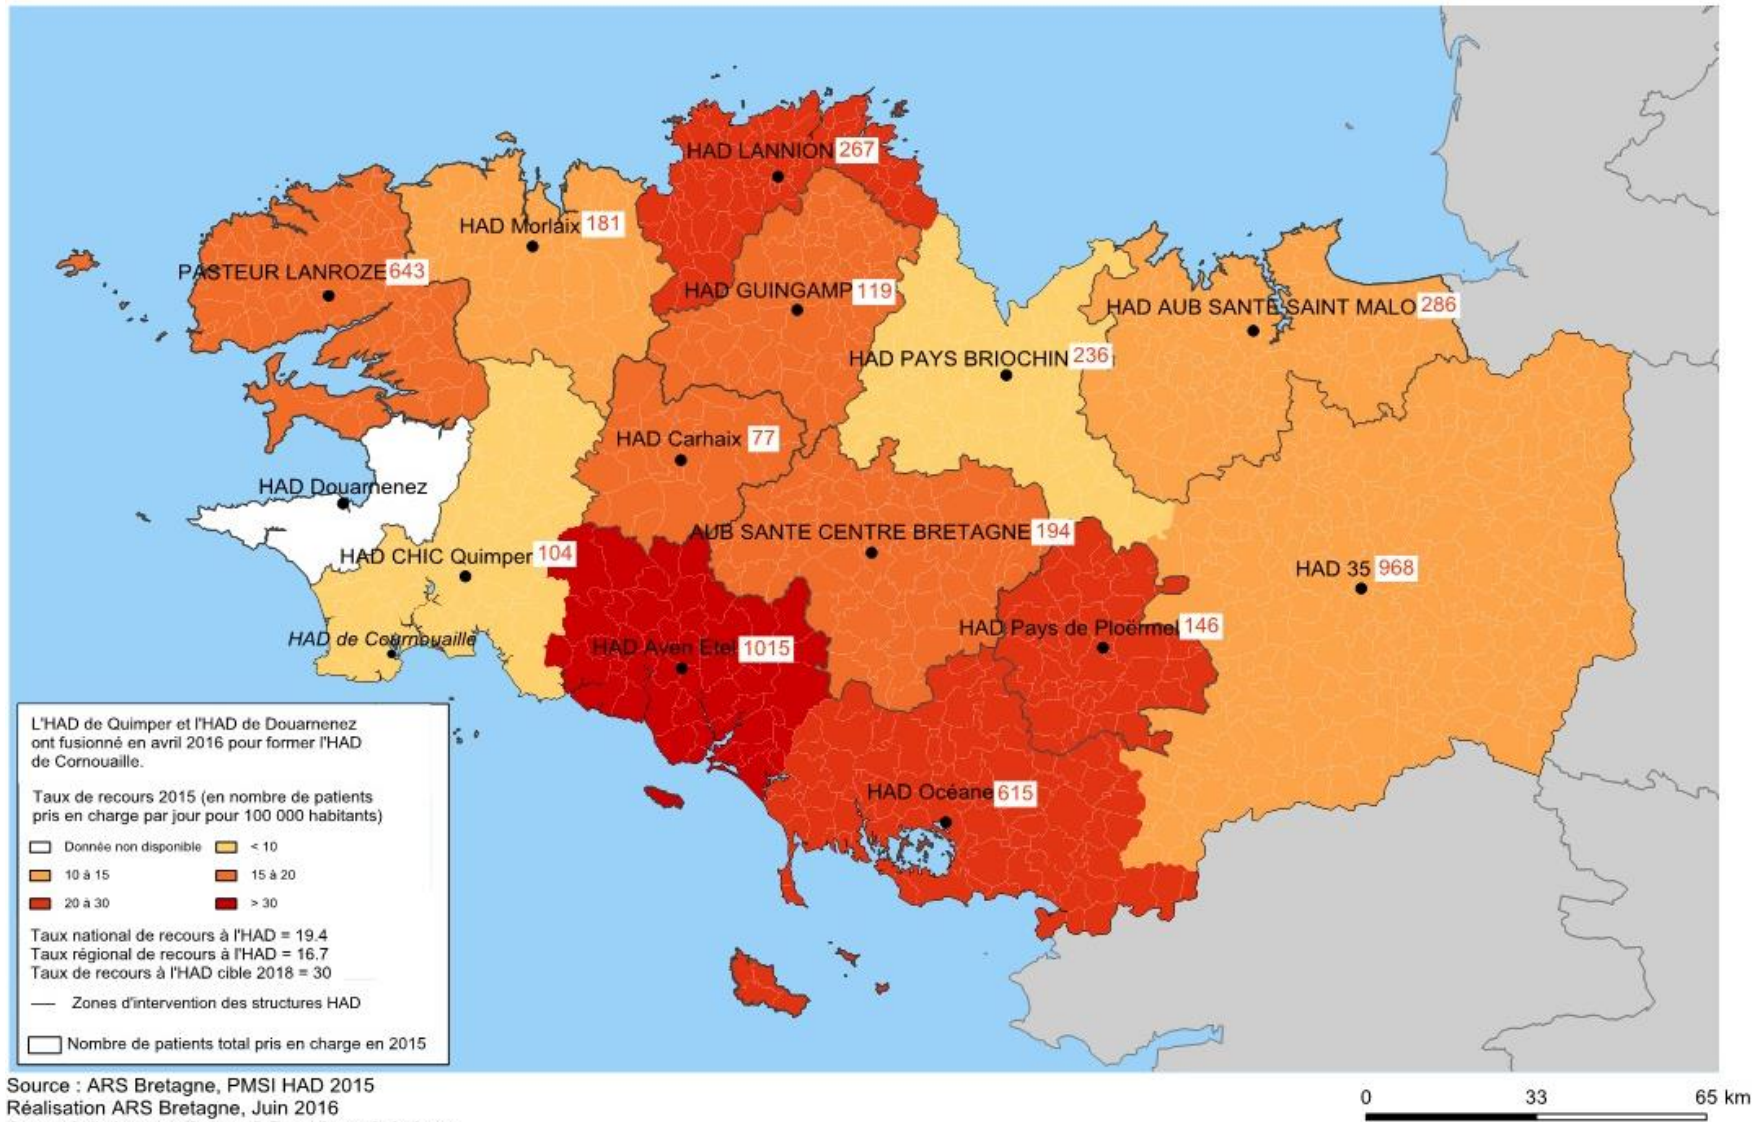 HAD LANNION 267
HAD Morlaix 181
PASTEUR LANROZE 643
HAD GUINGAMP 119
HAD AUB SANTE SAINT MALO 286
HAD PAYS BRIOCHIN 236
HAD Carhaix 77
HAD Douarnenez
AUB SANTE CENTRE BRETAGNE 194
HAD CHIC Quimper 104
HAD 35 968
HAD de Cournouaille
HAD Pays de Ploërmel 146
HAD Aven Etel 1015
HAD Océane 615
L'HAD de Quimper et l'HAD de Douarnenez
ont fusionné en avril 2016 pour former l'HAD
de Cornouaille.
Taux de recours 2015 (en nombre de patients
pris en charge par jour pour 100 000 habitants)
Donnée non disponible < 10
10 à 15 15 à 20
20 à 30 > 30
Taux national de recours à l'HAD = 19.4
Taux régional de recours à l'HAD = 16.7
Taux de recours à l'HAD cible 2018 = 30
Zones d'intervention des structures HAD
Nombre de patients total pris en charge en 2015
Source : ARS Bretagne, PMSI HAD 2015
Réalisation ARS Bretagne, Juin 2016
0 33 65 km